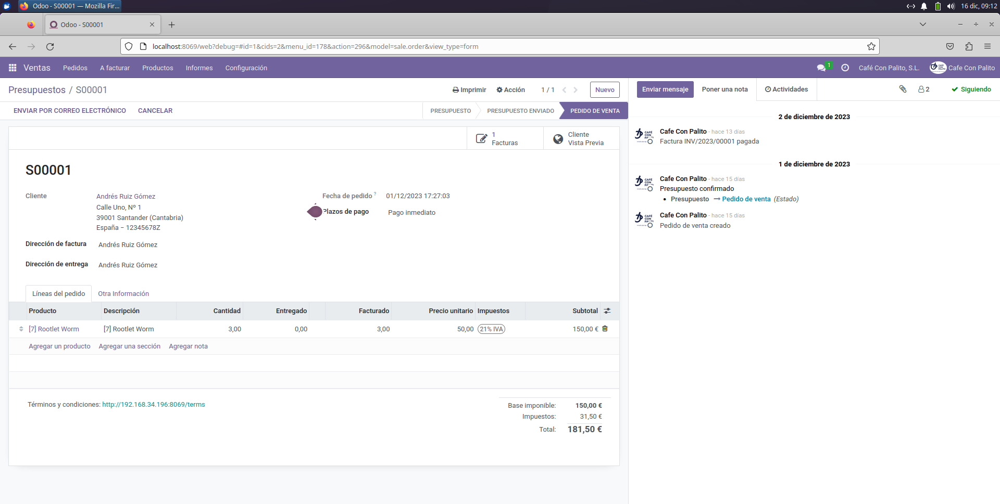 Odoo - S00001 — Mozilla Fir...
16 dic, 09:12
Odoo - S00001
localhost:8069/web?debug=#id=1&cids=2&menu_id=178&action=296&model=sale.order&view_type=form
Ventas Pedidos A facturar Productos Informes Configuración
1 Café Con Palito, S.L. Cafe Con Palito
Presupuestos / S00001
Imprimir Acción 1 / 1 Nuevo
ENVIAR POR CORREO ELECTRÓNICO CANCELAR
PRESUPUESTO PRESUPUESTO ENVIADO PEDIDO DE VENTA
1
Facturas
Cliente
Vista Previa
S00001
Cliente Andrés Ruiz Gómez
Calle Uno, Nº 1
39001 Santander (Cantabria)
España – 12345678Z
Dirección de factura Andrés Ruiz Gómez
Dirección de entrega Andrés Ruiz Gómez
Fecha de pedido ? 01/12/2023 17:27:03
Plazos de pago Pago inmediato
Líneas del pedido Otra Información
Producto Descripción Cantidad Entregado Facturado Precio unitario Impuestos Subtotal
[7] Rootlet Worm [7] Rootlet Worm 3,00 0,00 3,00 50,00 21% IVA 150,00 €
Agregar un producto Agregar una sección Agregar nota
Términos y condiciones: http://192.168.34.196:8069/terms
Base imponible: 150,00 €
Impuestos: 31,50 €
Total: 181,50 €
Enviar mensaje Poner una nota Actividades 2 Siguiendo
2 de diciembre de 2023
Cafe Con Palito - hace 13 días
Factura INV/2023/00001 pagada
1 de diciembre de 2023
Cafe Con Palito - hace 15 días
Presupuesto confirmado
• Presupuesto → Pedido de venta (Estado)
Cafe Con Palito - hace 15 días
Pedido de venta creado